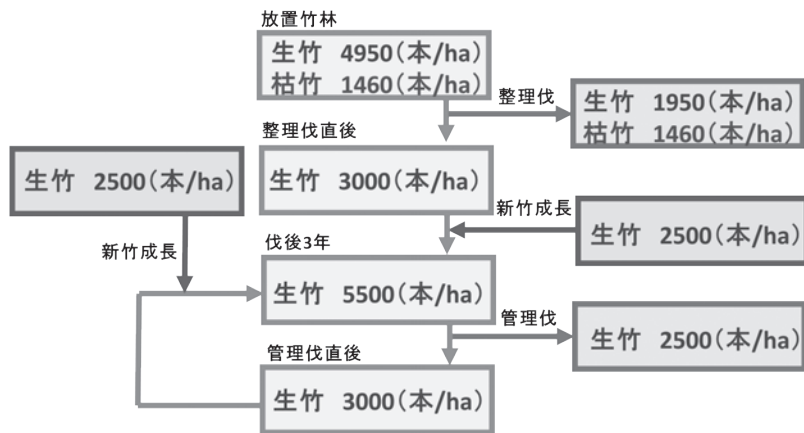 放置竹林
生竹 4950(本/ha)
枯竹 1460(本/ha)
整理伐
生竹 1950(本/ha)
枯竹 1460(本/ha)
整理伐直後
生竹 2500(本/ha)
生竹 3000(本/ha)
新竹成長
生竹 2500(本/ha)
新竹成長
伐後3年
生竹 5500(本/ha)
管理伐
生竹 2500(本/ha)
管理伐直後
生竹 3000(本/ha)